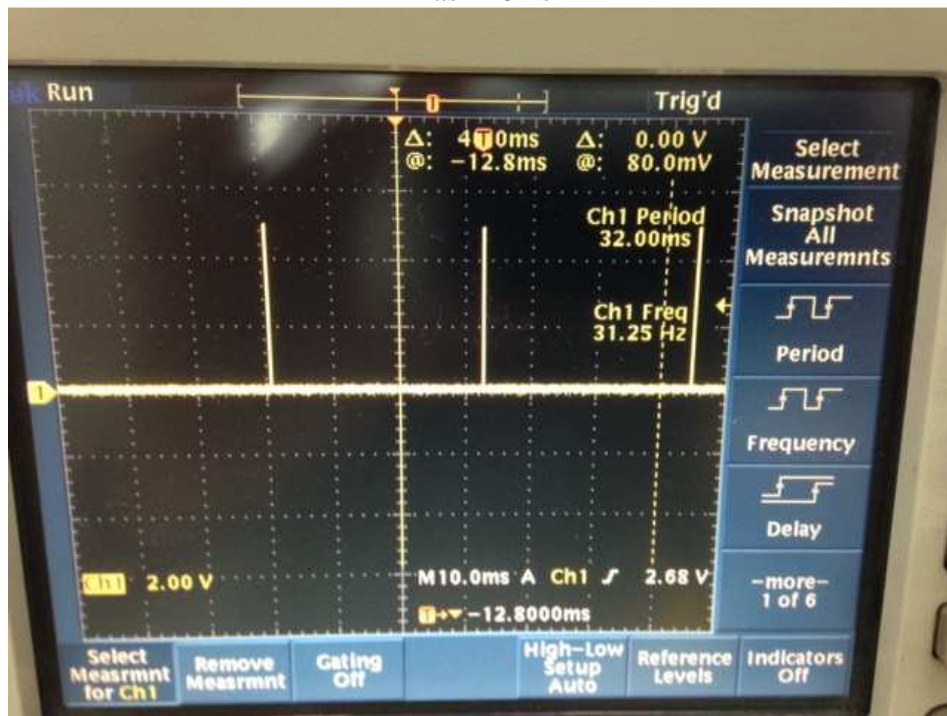 Run
Trig'd
Δ: 0ms Δ: 0.00 V
@: -12.8ms @: 80.0mV
Ch1 Period
32.00ms
Ch1 Freq
31.25 Hz
1
Ch1 2.00 V
M10.0ms A Ch1 2.68 V
T -12.8000ms
Select
Measurement
Snapshot
All
Measuremnts
Period
Frequency
Delay
-more-
1 of 6
Select
Measrmnt
for Ch1
Remove
Measrmnt
Gating
Off
High-Low
Setup
Auto
Reference
Levels
Indicators
Off